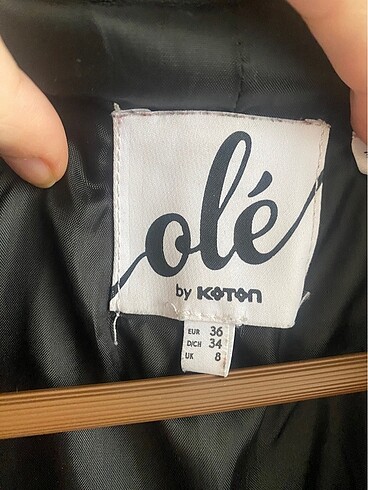 olé
by KOTON
EUR 36
D/CH 34
UK 8